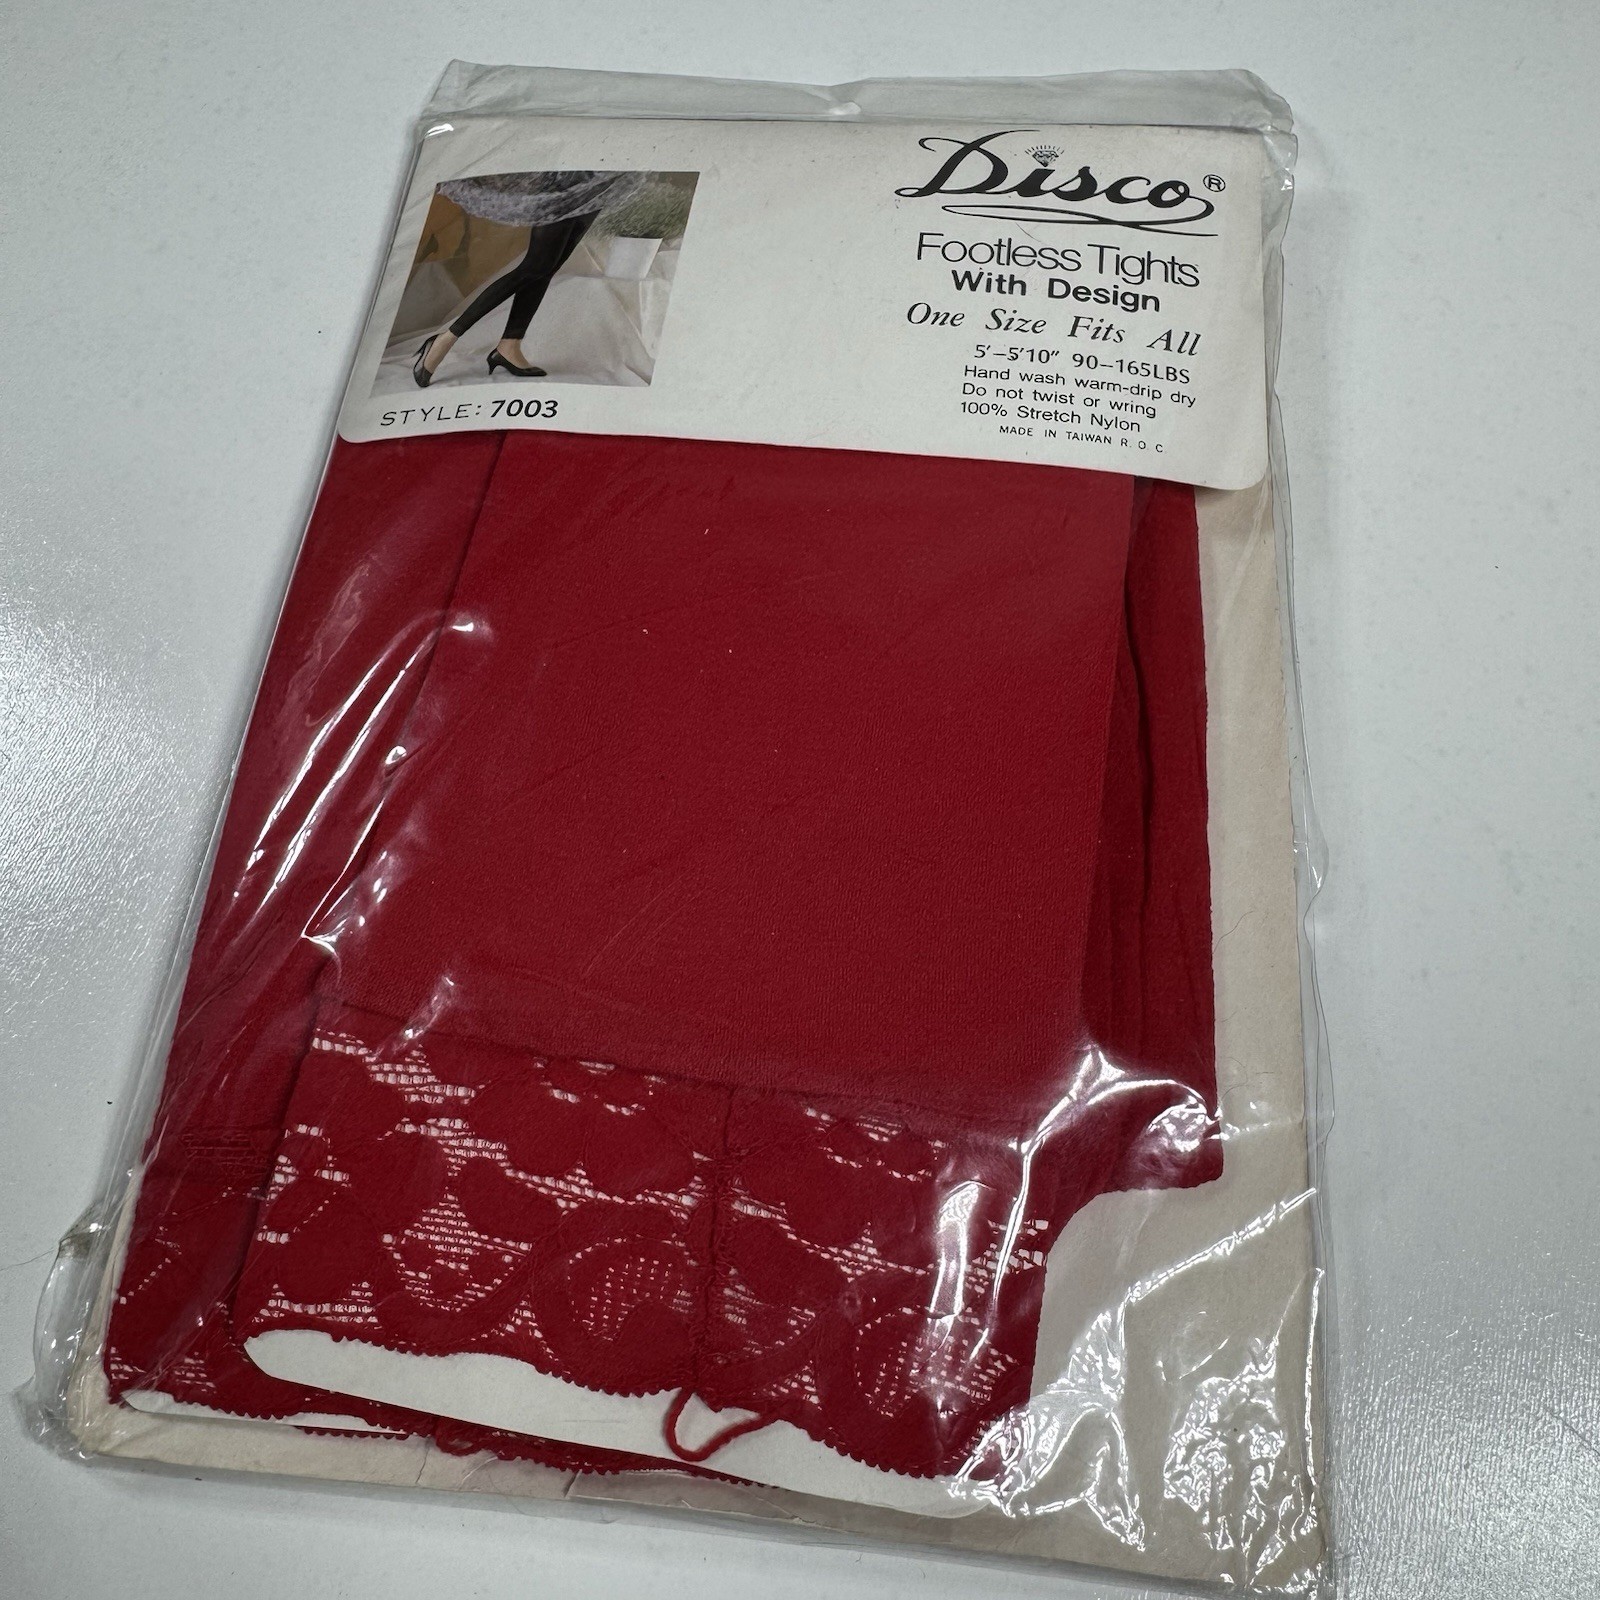 Disco®
Footless Tights
With Design
One Size Fits All
5'–5'10" 90–165LBS
Hand wash warm-drip dry
Do not twist or wring
100% Stretch Nylon
MADE IN TAIWAN R.O.C.
STYLE: 7003